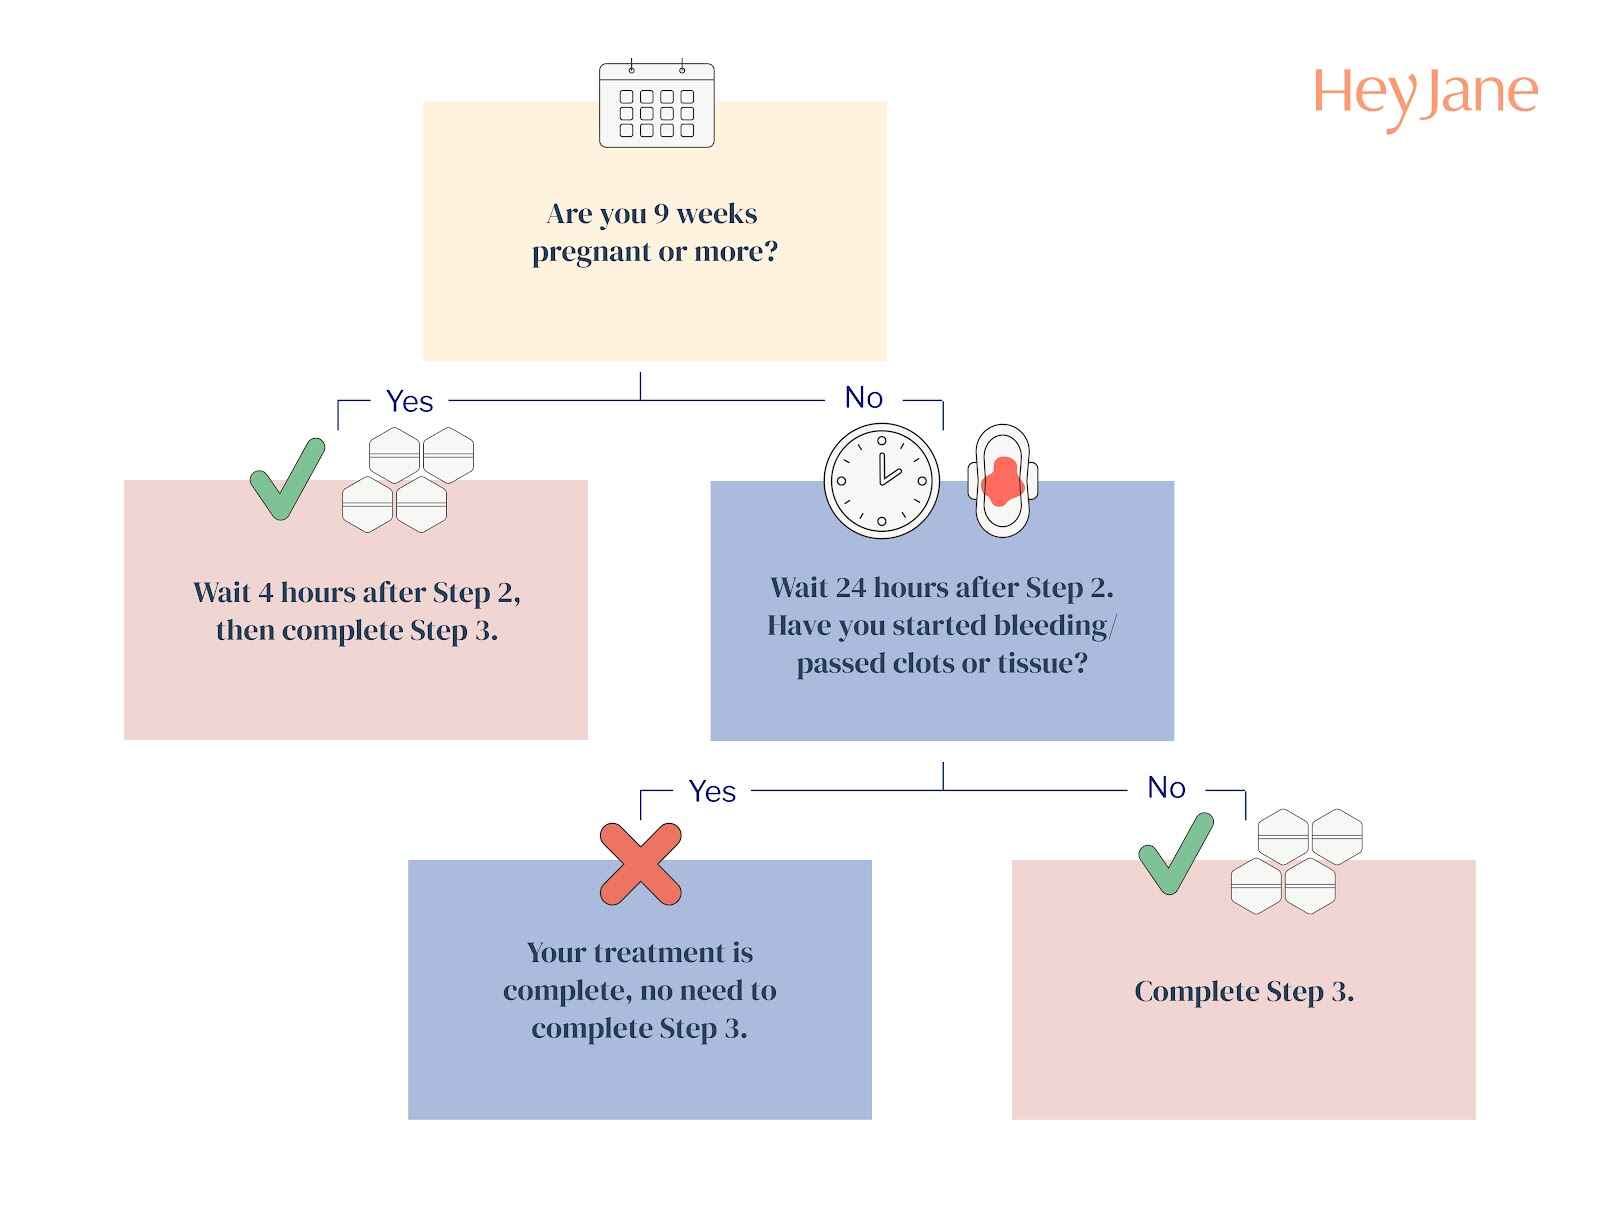 Hey Jane
Are you 9 weeks
pregnant or more?
Yes
No
Wait 4 hours after Step 2,
then complete Step 3.
Wait 24 hours after Step 2.
Have you started bleeding/
passed clots or tissue?
Yes
No
Your treatment is
complete, no need to
complete Step 3.
Complete Step 3.